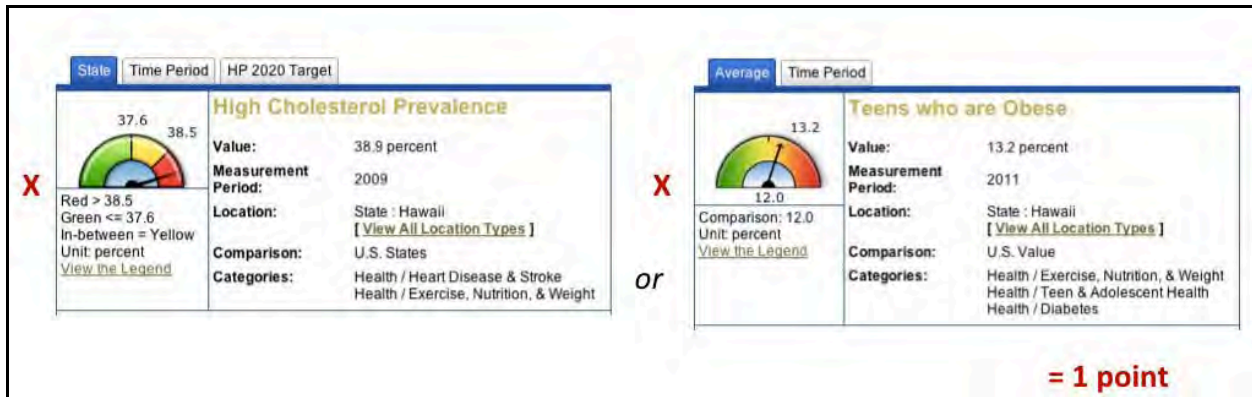 State Time Period HP 2020 Target
High Cholesterol Prevalence
37.6
38.5
Value: 38.9 percent
Measurement Period: 2009
X
Red > 38.5
Green <= 37.6
In-between = Yellow
Unit: percent
View the Legend
Location: State : Hawaii
[ View All Location Types ]
Comparison: U.S. States
Categories: Health / Heart Disease & Stroke
Health / Exercise, Nutrition, & Weight
or
Average Time Period
Teens who are Obese
13.2
Value: 13.2 percent
Measurement Period: 2011
X
12.0
Comparison: 12.0
Unit: percent
View the Legend
Location: State : Hawaii
[ View All Location Types ]
Comparison: U.S. Value
Categories: Health / Exercise, Nutrition, & Weight
Health / Teen & Adolescent Health
Health / Diabetes
= 1 point